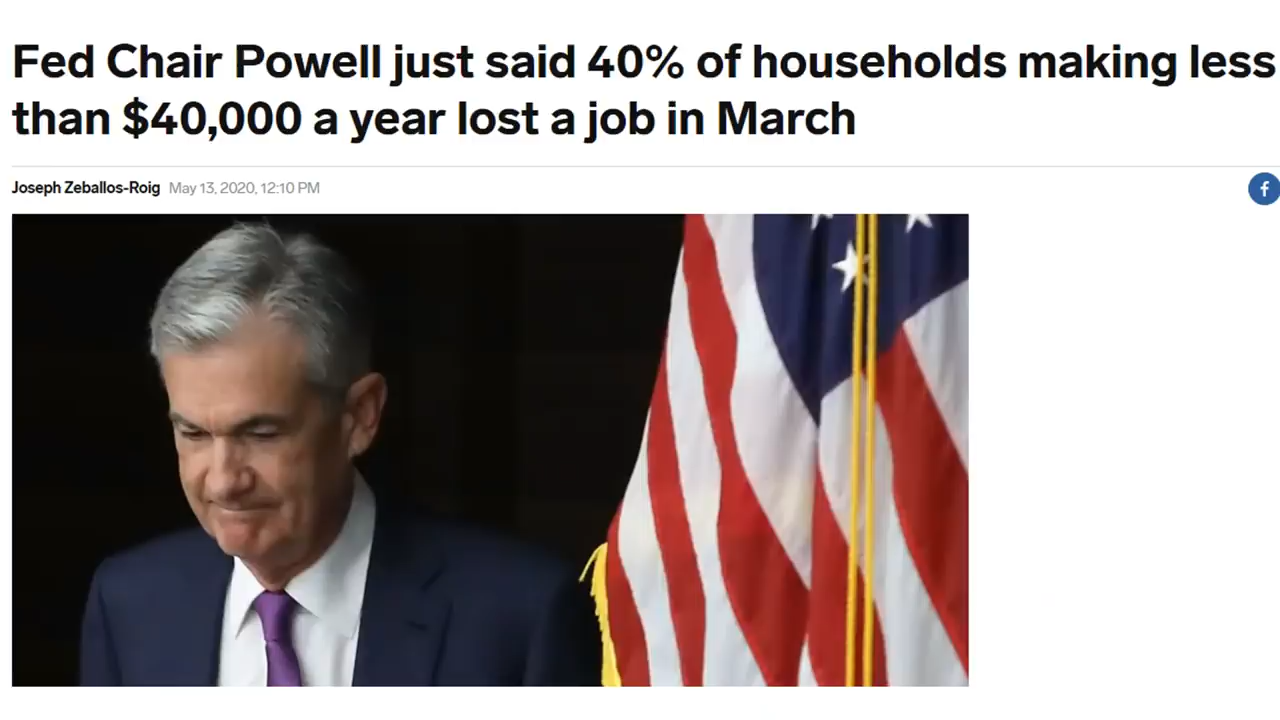 Fed Chair Powell just said 40% of households making less
than $40,000 a year lost a job in March
Joseph Zeballos-Roig May 13, 2020, 12:10 PM
f